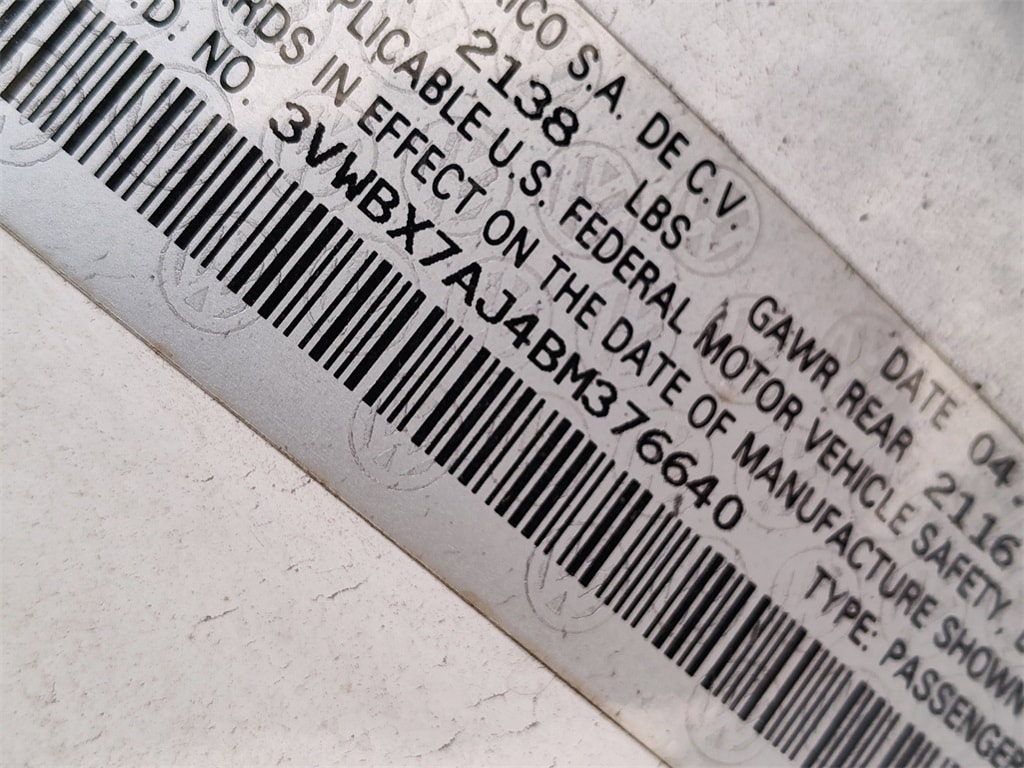 ICO S.A. DE C.V. DATE 04.
2138 LBS GAWR REAR 2116
PLICABLE U.S. FEDERAL MOTOR VEHICLE SAFETY,
RDS IN EFFECT ON THE DATE OF MANUFACTURE SHOWN
.D. NO. 3VWBX7AJ4BM376640 TYPE: PASSENGER